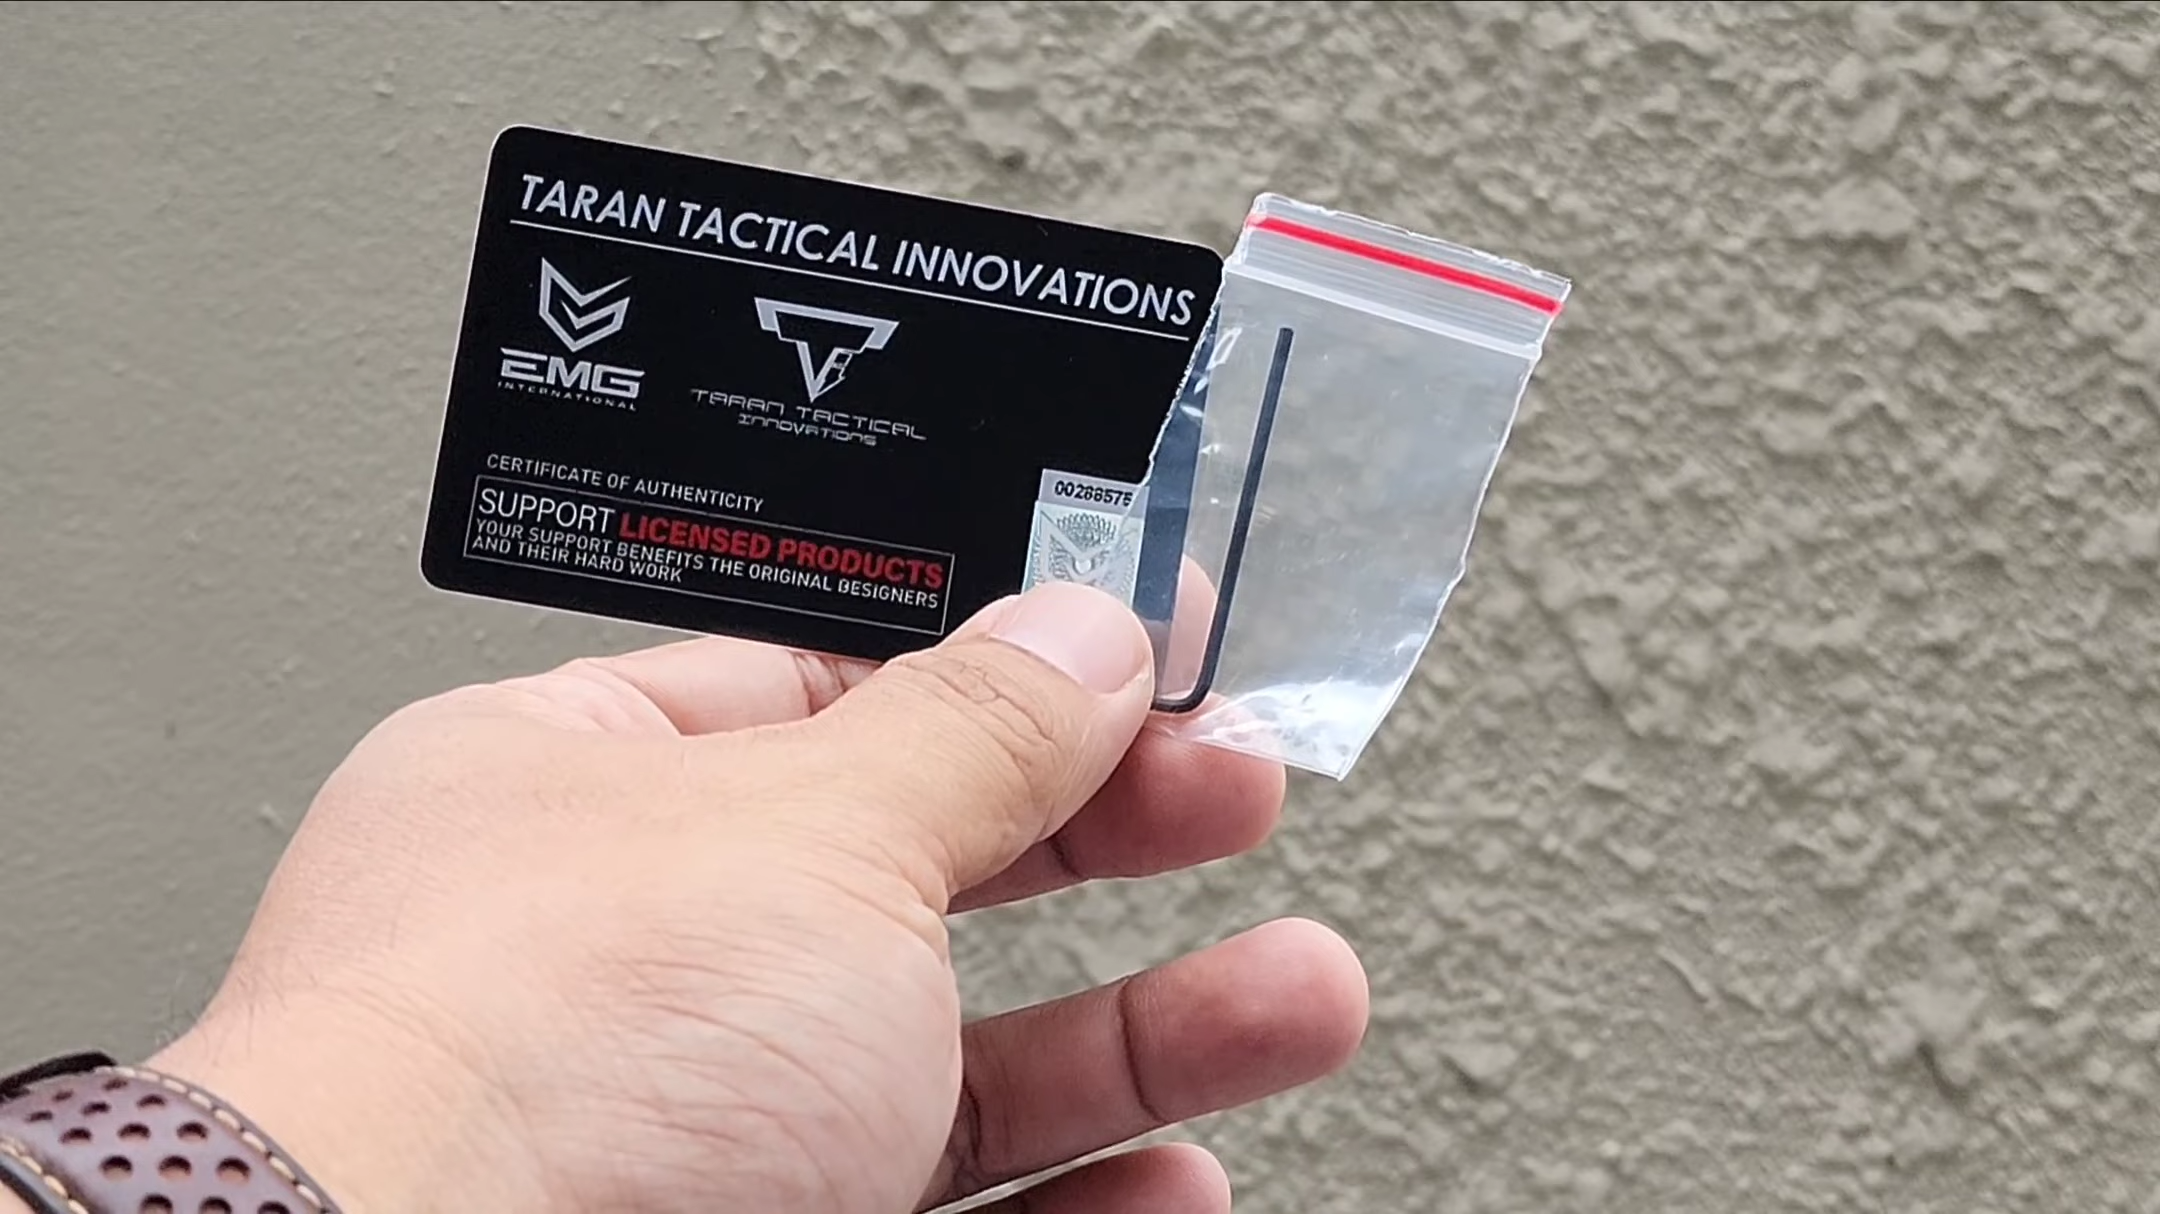 TARAN TACTICAL INNOVATIONS
EMG
INTERNATIONAL
TARAN TACTICAL
INNOVATIONS
CERTIFICATE OF AUTHENTICITY
SUPPORT LICENSED PRODUCTS
YOUR SUPPORT BENEFITS THE ORIGINAL BESIGNERS
AND THEIR HARD WORK
00288575